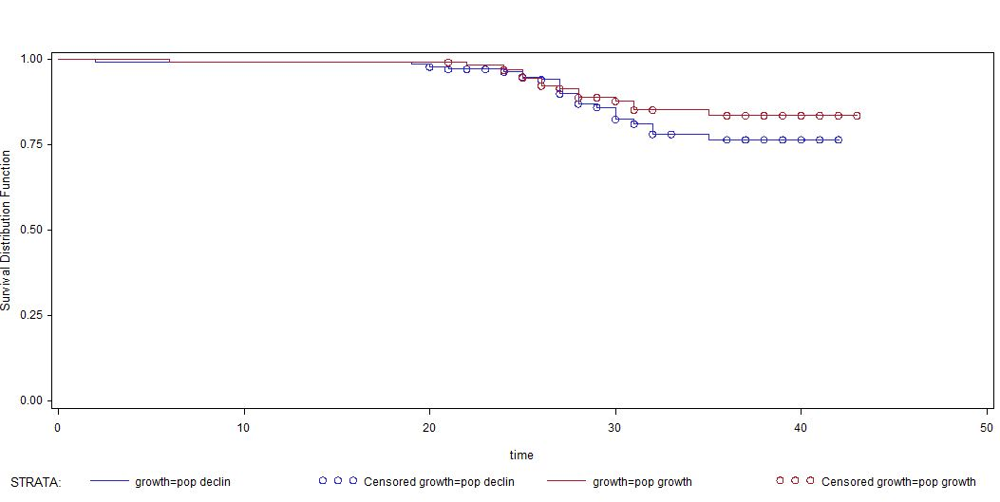 1.00
0.75
0.50
0.25
0.00
Survival Distribution Function
0 10 20 30 40 50
time
STRATA: growth=pop declin Censored growth=pop declin growth=pop growth Censored growth=pop growth